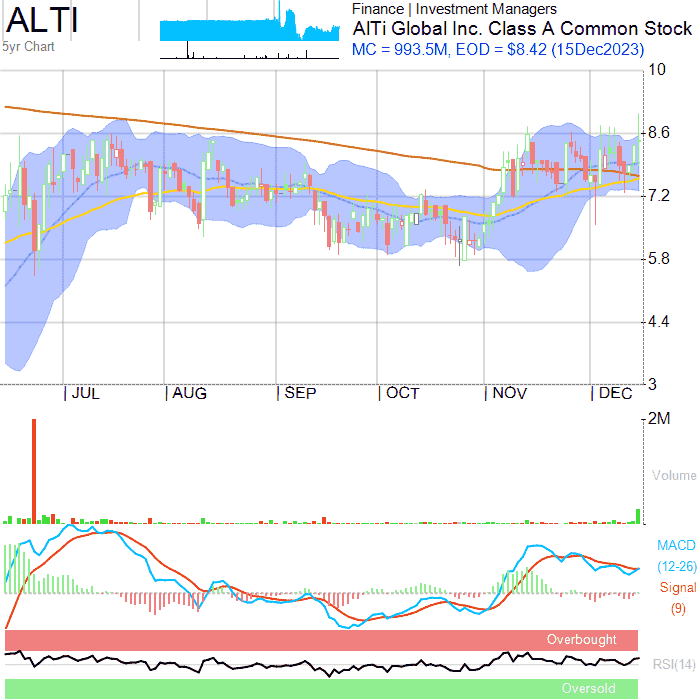 ALTI
5yr Chart
Finance | Investment Managers
AlTi Global Inc. Class A Common Stock
MC = 993.5M, EOD = $8.42 (15Dec2023)
10
8.6
7.2
5.8
4.4
3
JUL
AUG
SEP
OCT
NOV
DEC
2M
Volume
MACD
(12-26)
Signal
(9)
Overbought
RSI(14)
Oversold